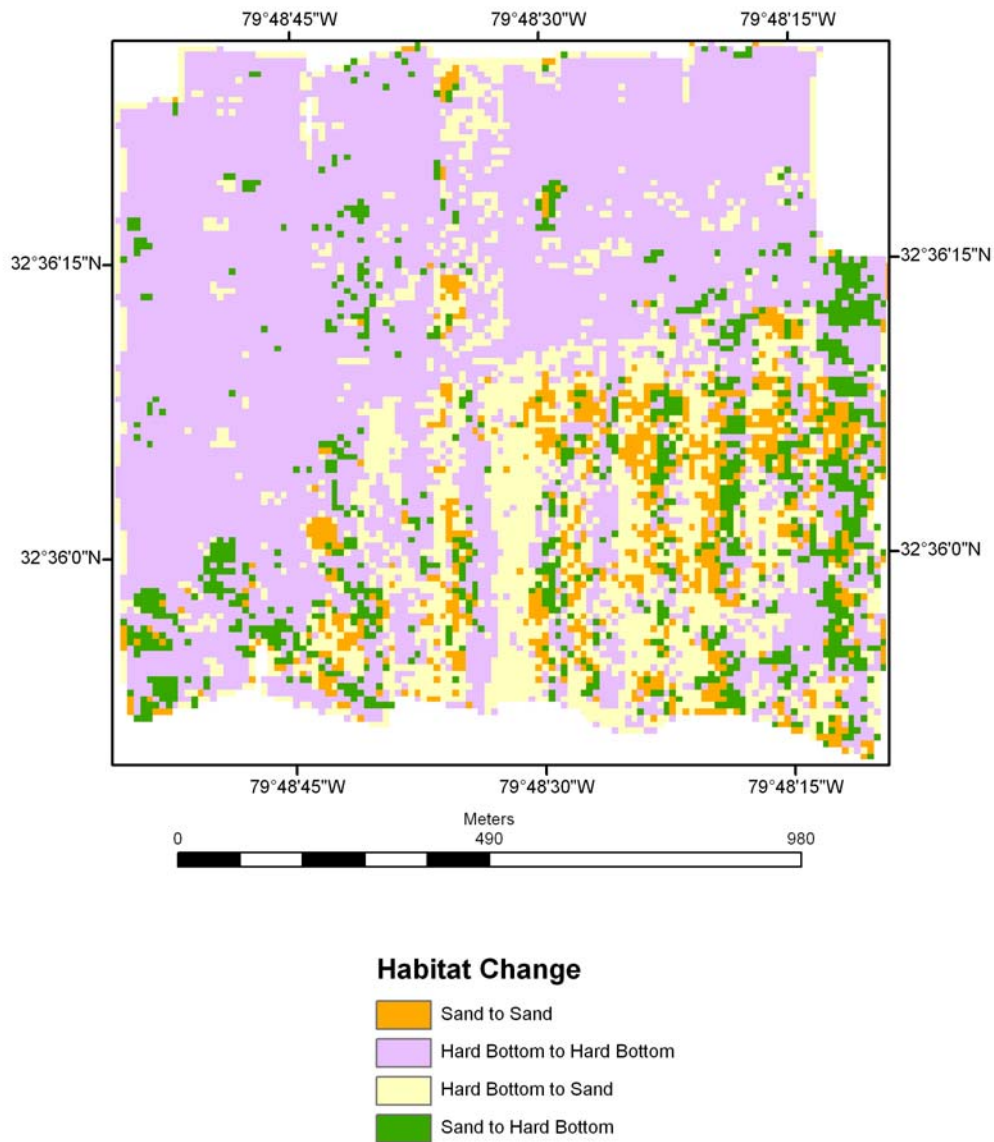 79°48'45"W 79°48'30"W 79°48'15"W
32°36'15"N 32°36'15"N
32°36'0"N 32°36'0"N
79°48'45"W 79°48'30"W 79°48'15"W
Meters
0 490 980
Habitat Change
Sand to Sand
Hard Bottom to Hard Bottom
Hard Bottom to Sand
Sand to Hard Bottom